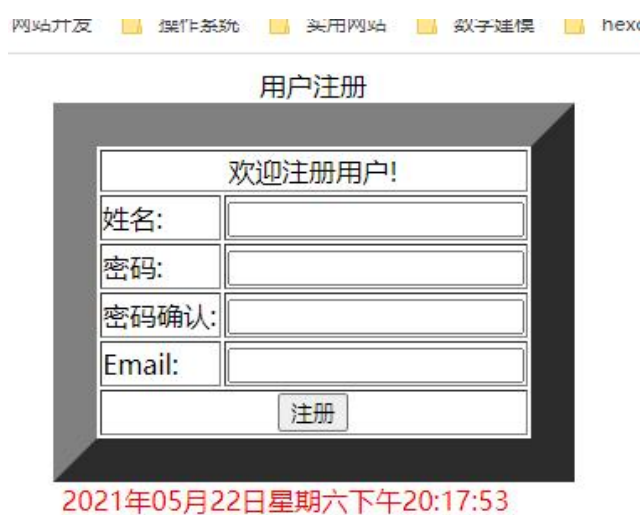 网站开发 操作系统 实用网站 数学建模 hexo
用户注册
欢迎注册用户!
姓名:
密码:
密码确认:
Email:
注册
2021年05月22日星期六下午20:17:53